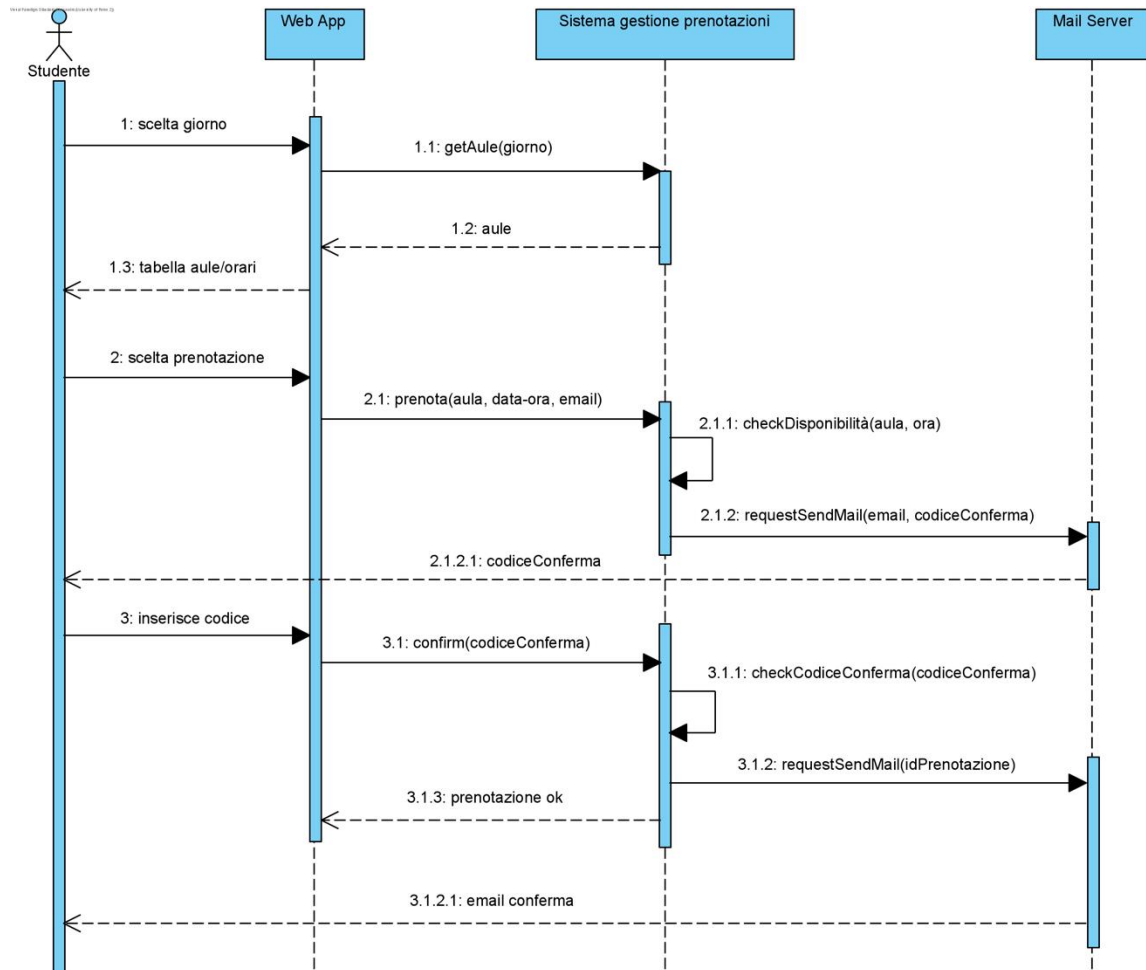 Web App
Sistema gestione prenotazioni
Mail Server
Studente
1: scelta giorno
1.1: getAule(giorno)
1.2: aule
1.3: tabella aule/orari
2: scelta prenotazione
2.1: prenota(aula, data-ora, email)
2.1.1: checkDisponibilità(aula, ora)
2.1.2: requestSendMail(email, codiceConferma)
2.1.2.1: codiceConferma
3: inserisce codice
3.1: confirm(codiceConferma)
3.1.1: checkCodiceConferma(codiceConferma)
3.1.2: requestSendMail(idPrenotazione)
3.1.3: prenotazione ok
3.1.2.1: email conferma